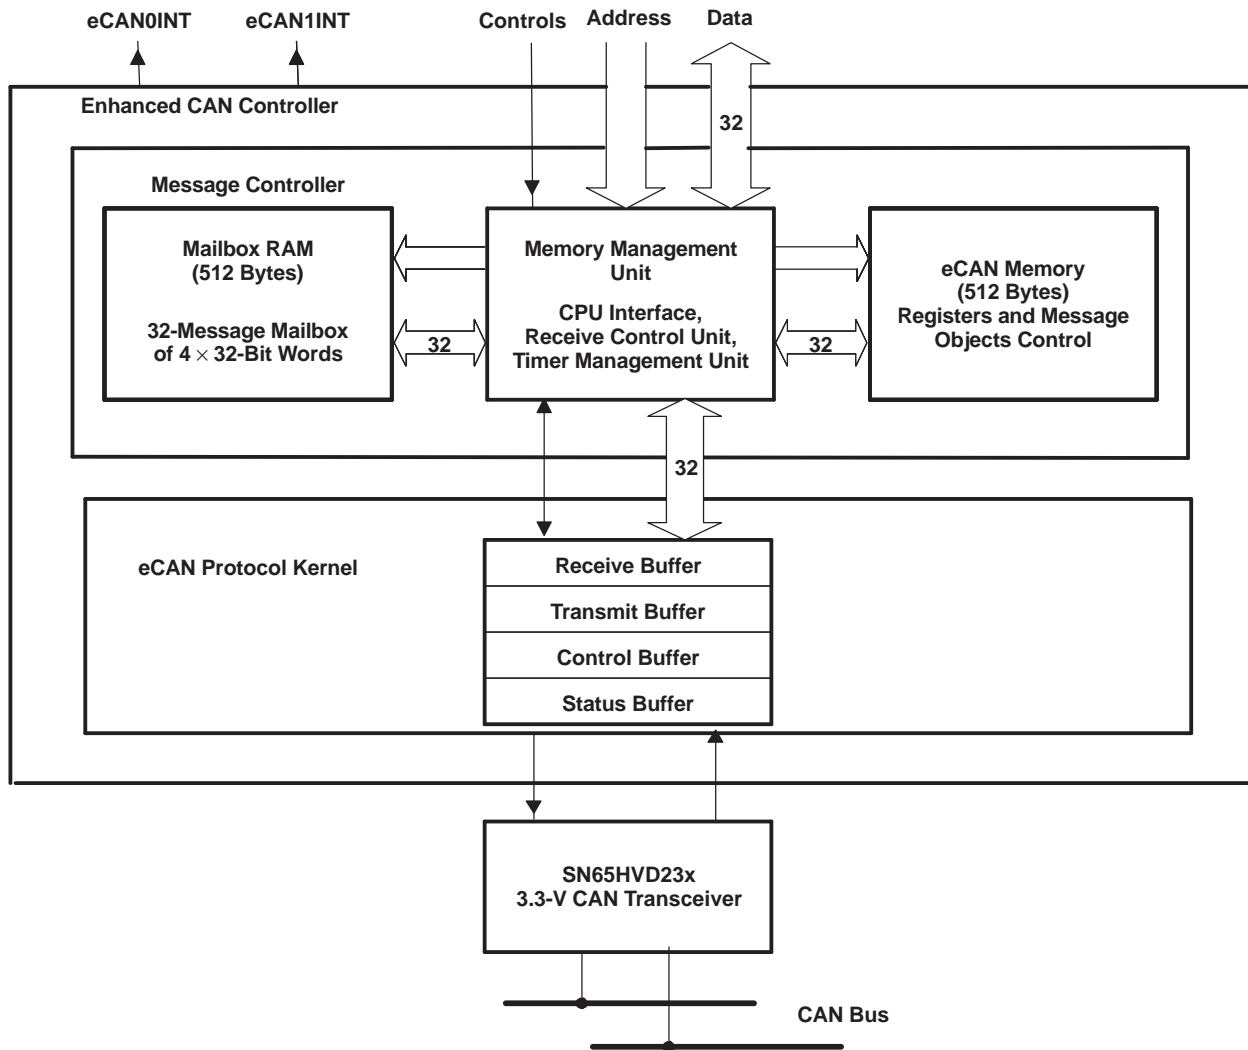 eCAN0INT
eCAN1INT
Controls
Address
Data
Enhanced CAN Controller
32
Message Controller
Mailbox RAM
(512 Bytes)
32-Message Mailbox
of 4 × 32-Bit Words
32
Memory Management
Unit
CPU Interface,
Receive Control Unit,
Timer Management Unit
32
eCAN Memory
(512 Bytes)
Registers and Message
Objects Control
32
eCAN Protocol Kernel
Receive Buffer
Transmit Buffer
Control Buffer
Status Buffer
SN65HVD23x
3.3-V CAN Transceiver
CAN Bus